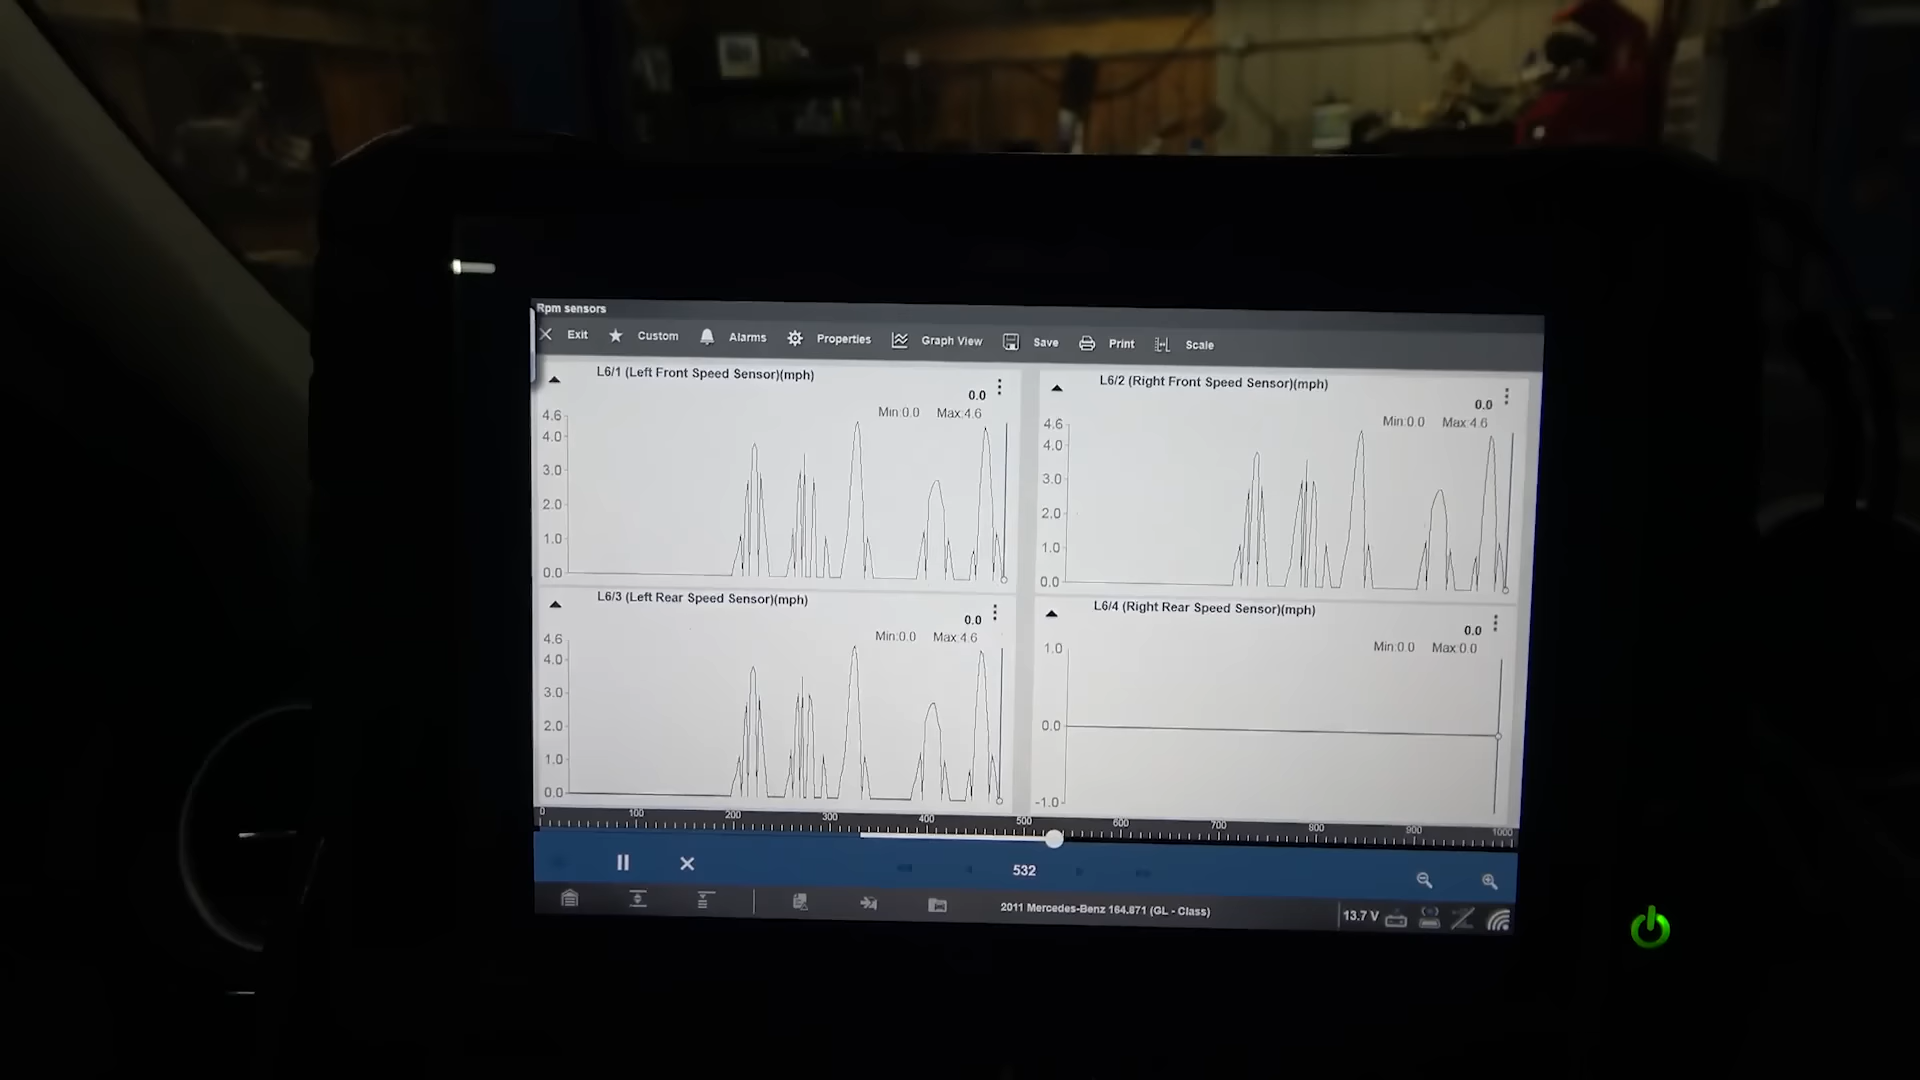 Rpm sensors
Exit Custom Alarms Properties Graph View Save Print Scale
L6/1 (Left Front Speed Sensor)(mph)
0.0
Min:0.0 Max:4.6
4.6
4.0
3.0
2.0
1.0
0.0
L6/2 (Right Front Speed Sensor)(mph)
0.0
Min:0.0 Max:4.6
4.6
4.0
3.0
2.0
1.0
0.0
L6/3 (Left Rear Speed Sensor)(mph)
0.0
Min:0.0 Max:4.6
4.6
4.0
3.0
2.0
1.0
0.0
L6/4 (Right Rear Speed Sensor)(mph)
0.0
Min:0.0 Max:0.0
1.0
0.0
-1.0
0 100 200 300 400 500 600 700 800 900 1000
532
2011 Mercedes-Benz 164.871 (GL - Class)
13.7 V